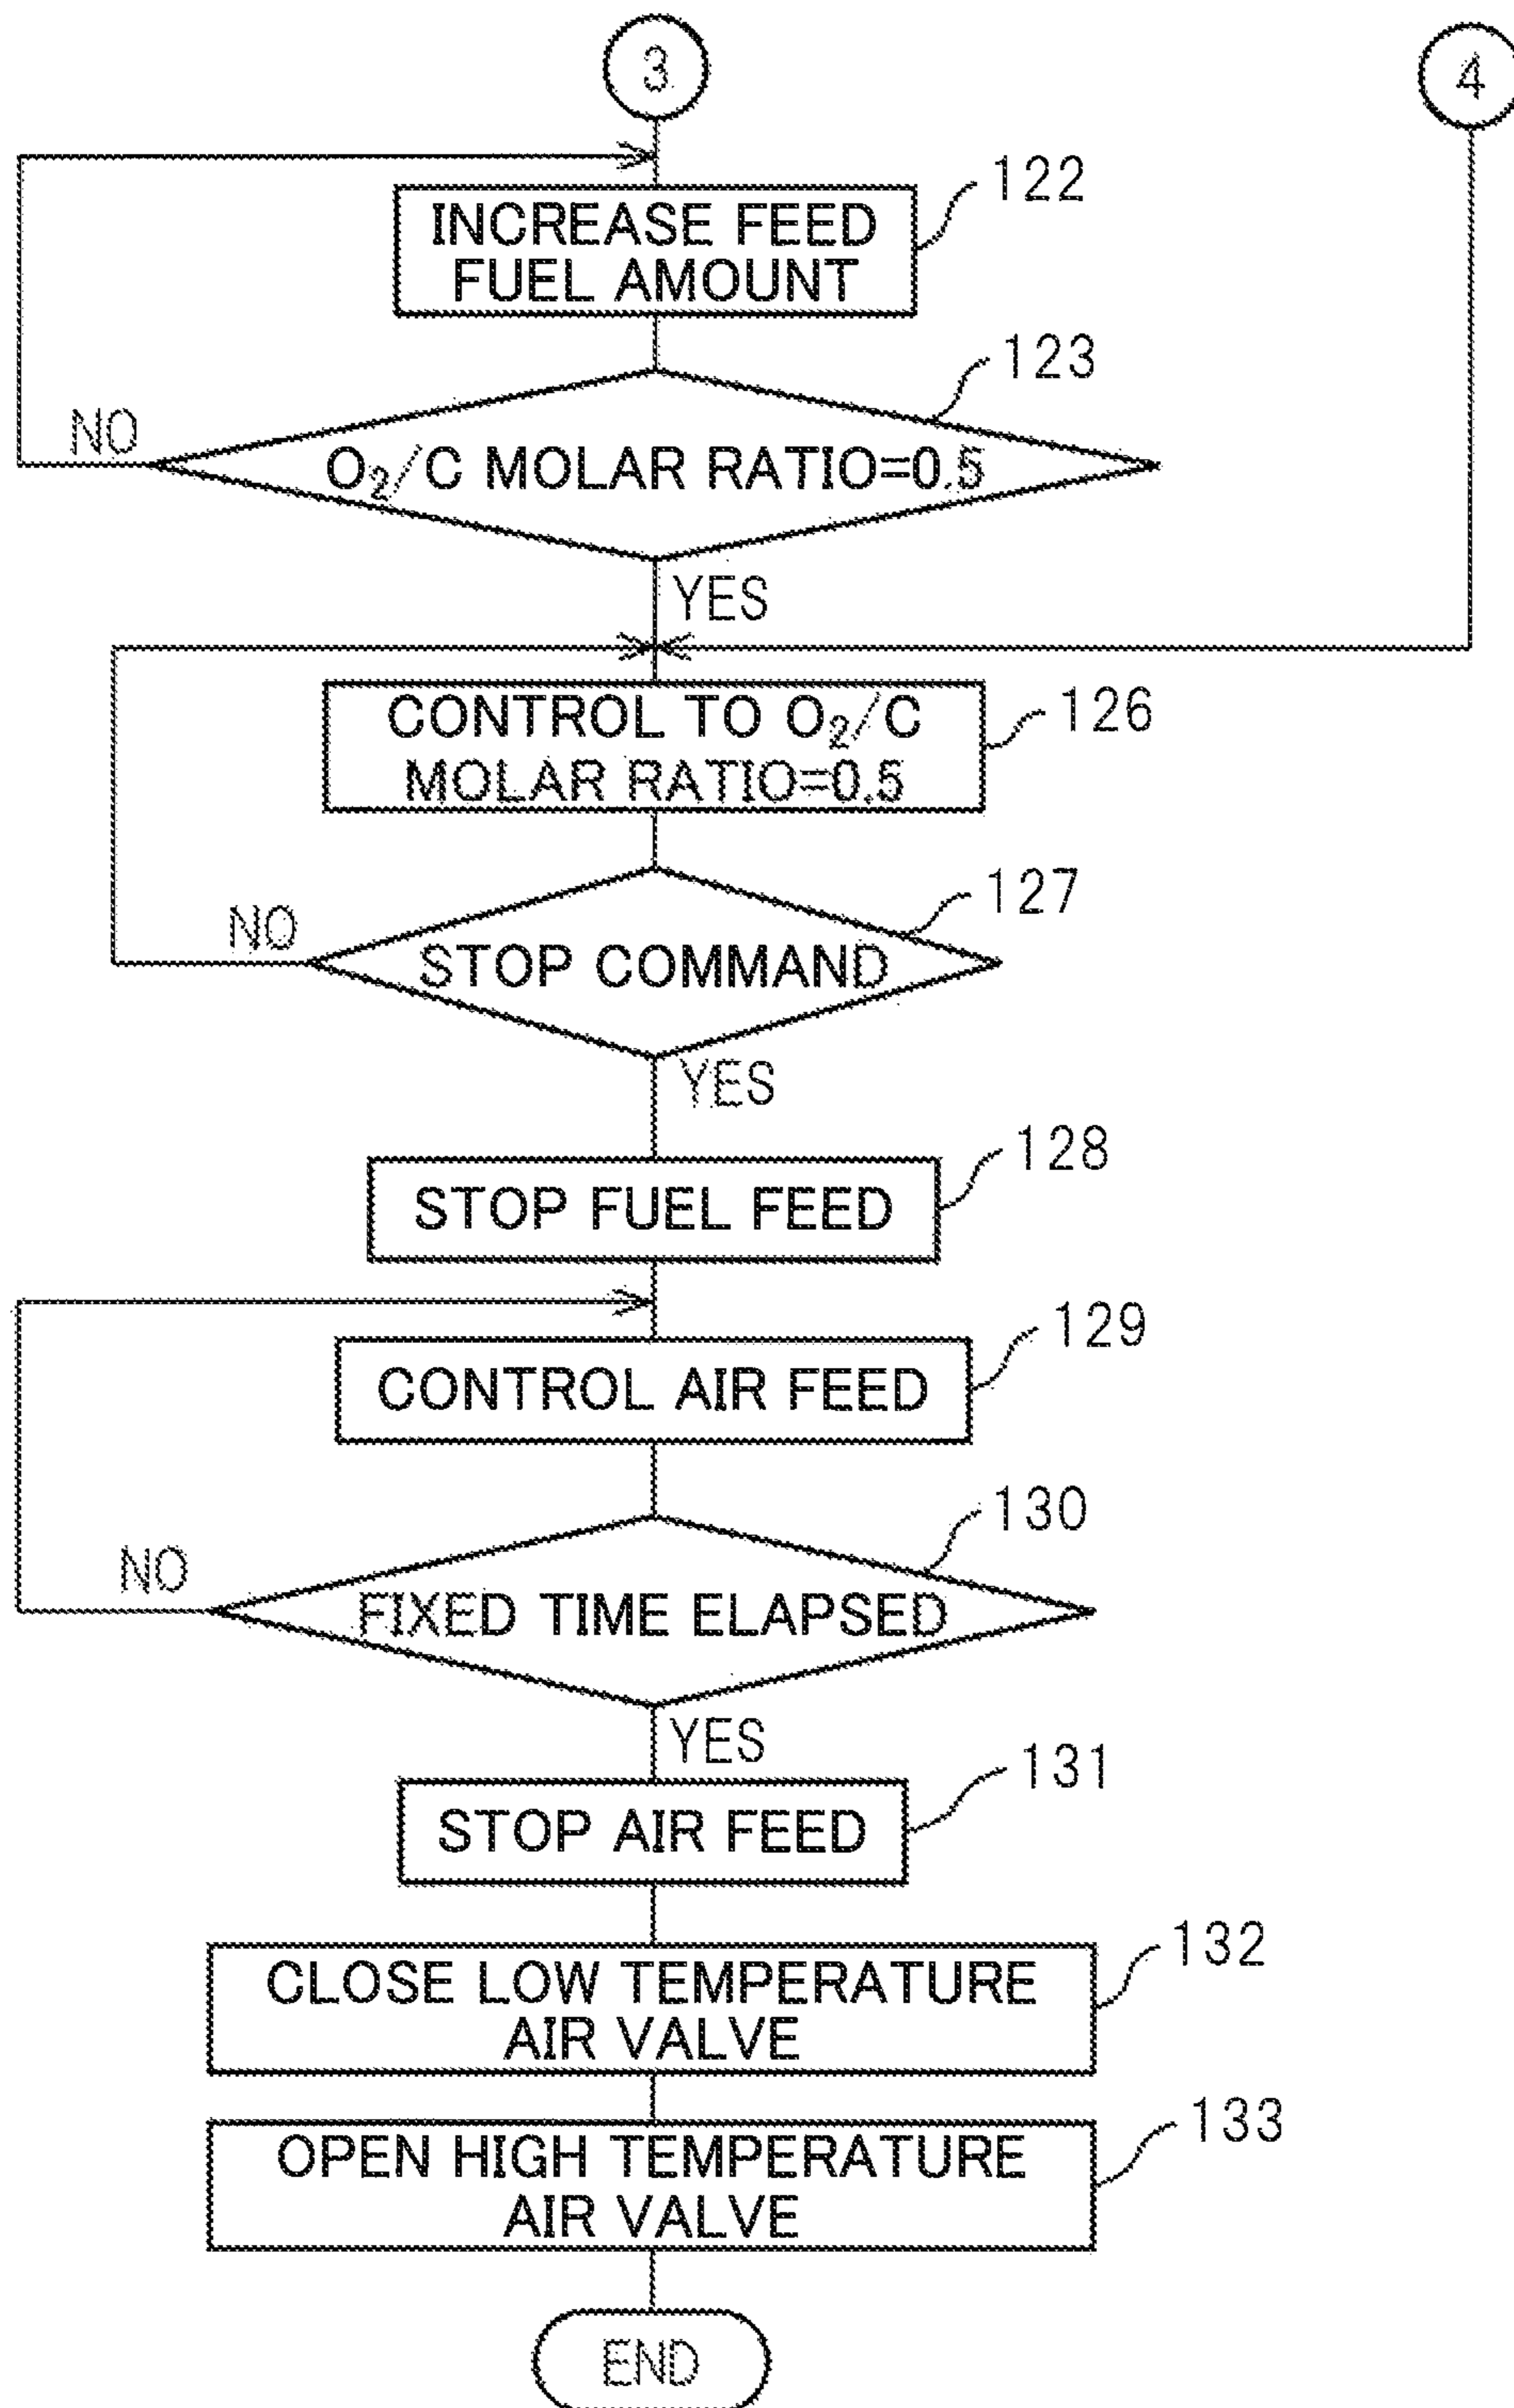 3
4
122
INCREASE FEED
FUEL AMOUNT
123
NO
O₂/C MOLAR RATIO=0.5
YES
CONTROL TO O₂/C
MOLAR RATIO=0.5
126
127
NO
STOP COMMAND
YES
128
STOP FUEL FEED
129
CONTROL AIR FEED
130
NO
FIXED TIME ELAPSED
YES
131
STOP AIR FEED
132
CLOSE LOW TEMPERATURE
AIR VALVE
133
OPEN HIGH TEMPERATURE
AIR VALVE
END